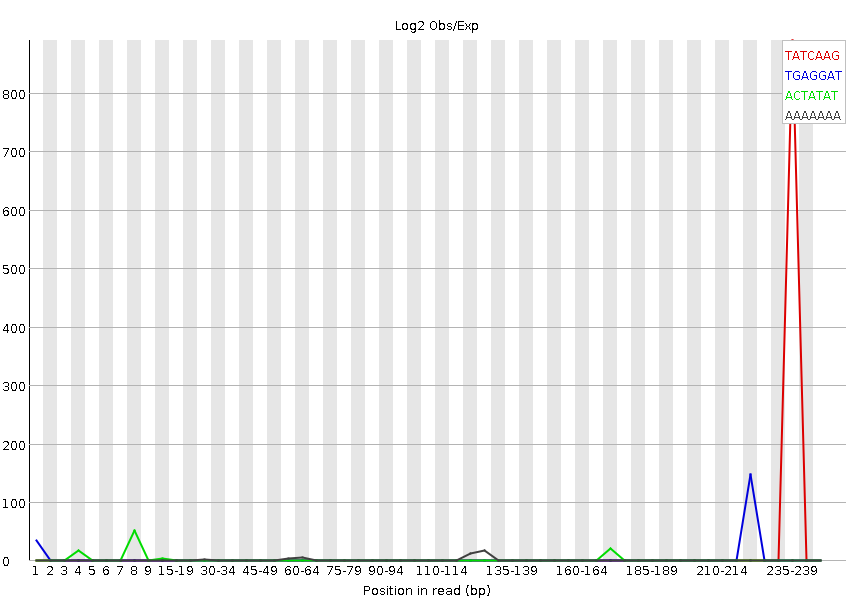 Log2 Obs/Exp
TATCAAG
TGAGGAT
ACTATAT
AAAAAAA
800
700
600
500
400
300
200
100
0
1 2 3 4 5 6 7 8 9 15-19 30-34 45-49 60-64 75-79 90-94 110-114 135-139 160-164 185-189 210-214 235-239
Position in read (bp)